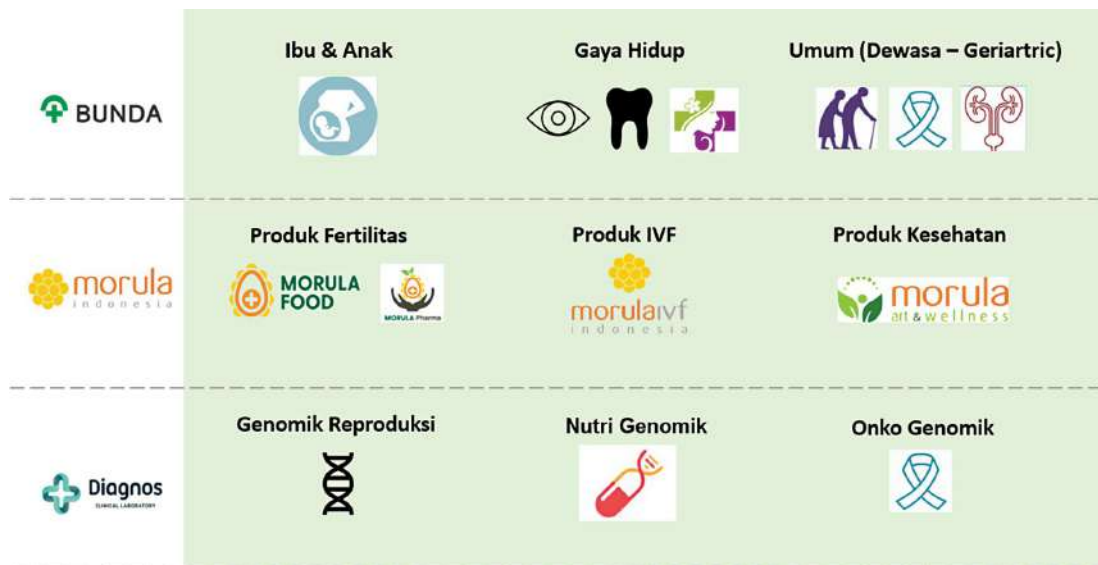 Ibu & Anak
Gaya Hidup
Umum (Dewasa – Geriartric)
BUNDA
Produk Fertilitas
Produk IVF
Produk Kesehatan
morula
indonesia
MORULA
FOOD
MORULA Pharma
morulaivf
indonesia
morula
art & wellness
Genomik Reproduksi
Nutri Genomik
Onko Genomik
Diagnos
CLINICAL LABORATORY